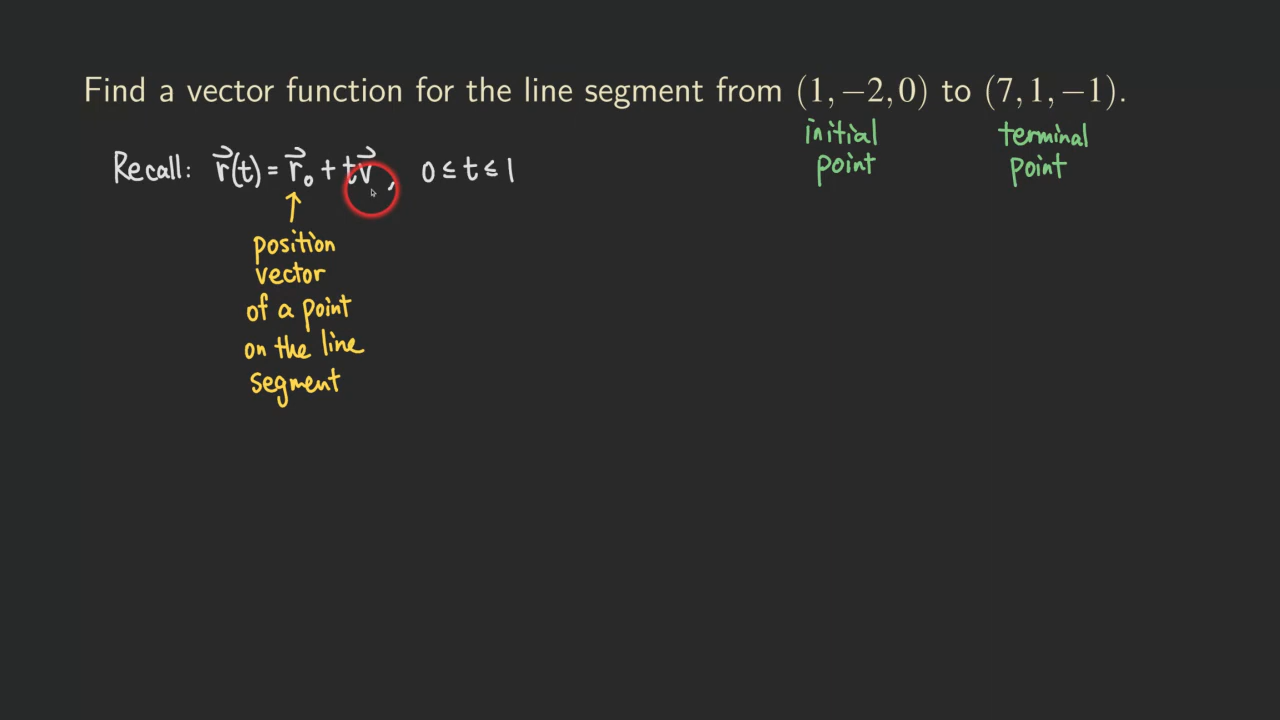 Find a vector function for the line segment from (1, −2, 0) to (7, 1, −1).
initial point
terminal point
Recall: r⃗(t) = r⃗₀ + tv⃗, 0 ≤ t ≤ 1
position
vector
of a point
on the line
segment